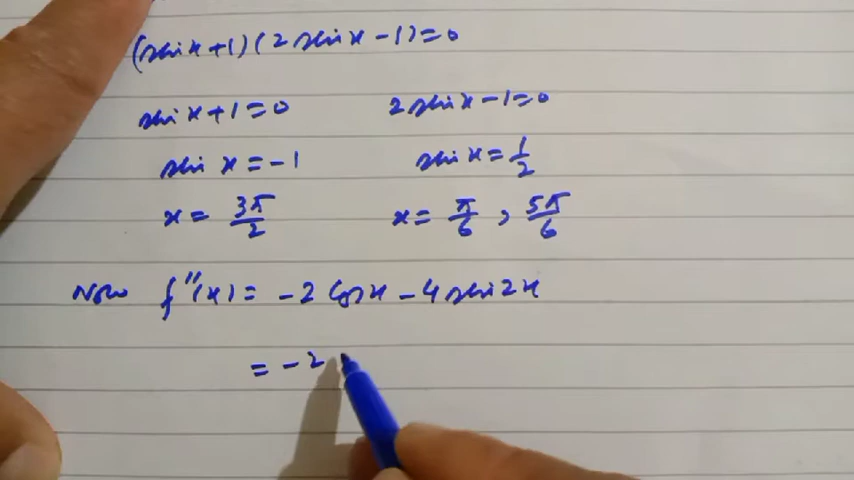 (sin x + 1) (2 sin x - 1) = 0
sin x + 1 = 0 2 sin x - 1 = 0
sin x = -1 sin x = 1/2
x = 3π/2 x = π/6 , 5π/6
Now f''(x) = -2 cos x - 4 sin 2x
= -2